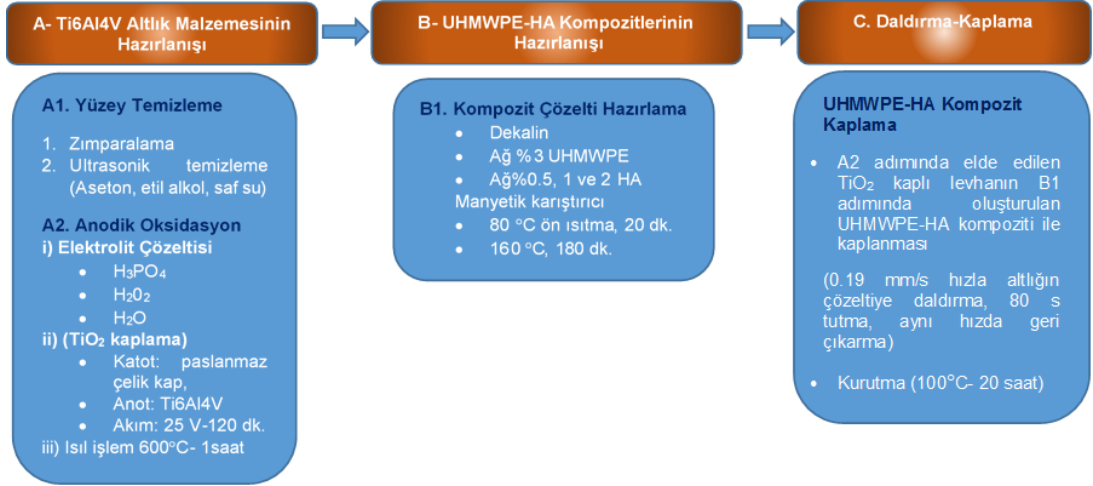 A- Ti6Al4V Altlık Malzemesinin
Hazırlanışı
B- UHMWPE-HA Kompozitlerinin
Hazırlanışı
C. Daldırma-Kaplama
A1. Yüzey Temizleme
1. Zımparalama
2. Ultrasonik temizleme
(Aseton, etil alkol, saf su)
A2. Anodik Oksidasyon
i) Elektrolit Çözeltisi
• H₃PO₄
• H₂0₂
• H₂O
ii) (TiO₂ kaplama)
• Katot: paslanmaz
çelik kap,
• Anot: Ti6Al4V
• Akım: 25 V-120 dk.
iii) Isıl işlem 600°C- 1saat
B1. Kompozit Çözelti Hazırlama
• Dekalin
• Ağ %3 UHMWPE
• Ağ%0.5, 1 ve 2 HA
Manyetik karıştırıcı
• 80 °C ön ısıtma, 20 dk.
• 160 °C, 180 dk.
UHMWPE-HA Kompozit
Kaplama
• A2 adımında elde edilen
TiO₂ kaplı levhanın B1
adımında oluşturulan
UHMWPE-HA kompoziti ile
kaplanması
(0.19 mm/s hızla altlığın
çözeltiye daldırma, 80 s
tutma, aynı hızda geri
çıkarma)
• Kurutma (100°C- 20 saat)